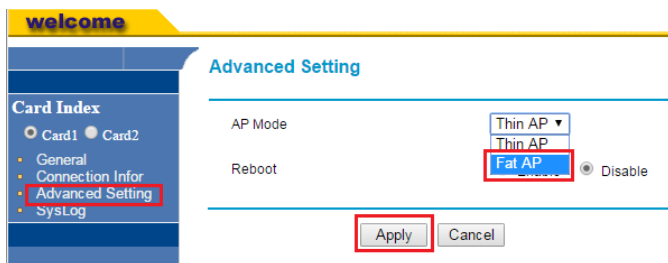 welcome
Advanced Setting
Card Index
Card1 Card2
General
Connection Infor
Advanced Setting
SysLog
AP Mode
Thin AP
Thin AP
Fat AP
Reboot
Enable
Disable
Apply
Cancel